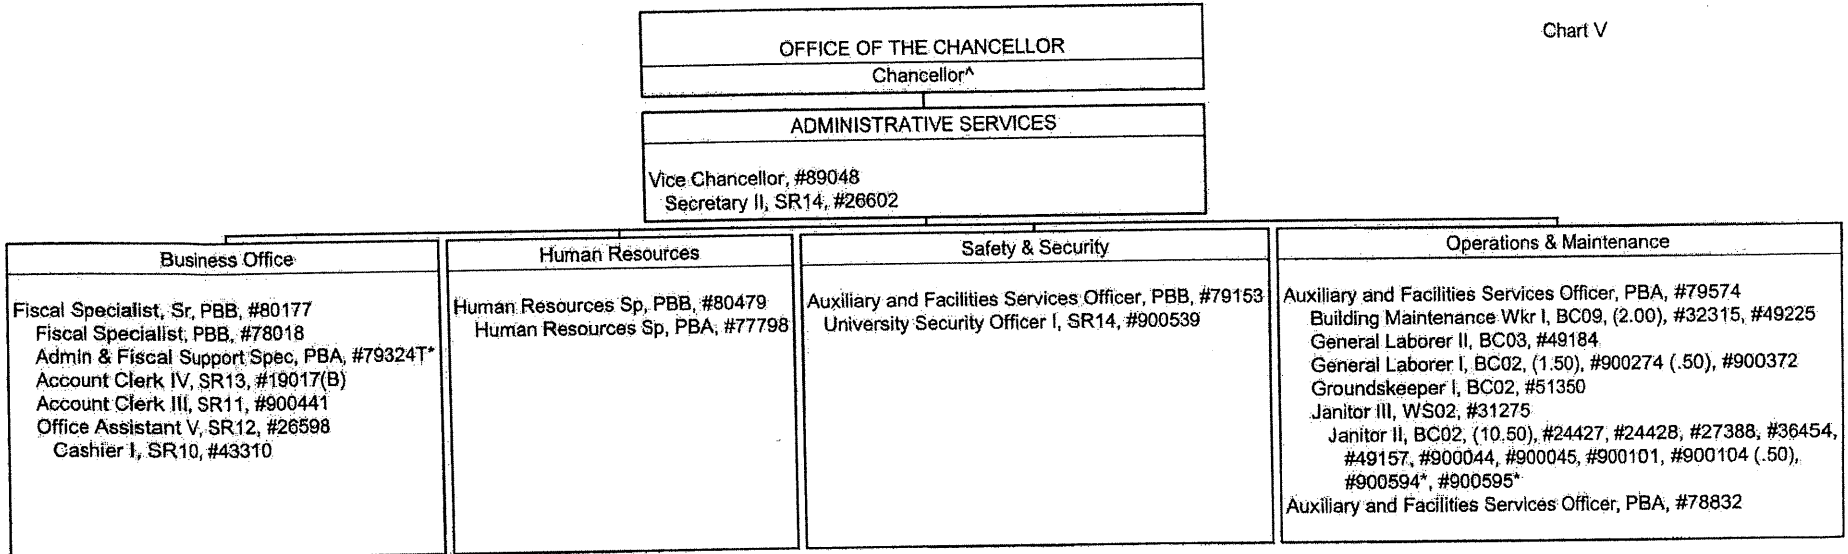 Chart V
OFFICE OF THE CHANCELLOR
Chancellor^
ADMINISTRATIVE SERVICES
Vice Chancellor, #89048
Secretary II, SR14, #26602
Business Office
Fiscal Specialist, Sr, PBB, #80177
Fiscal Specialist, PBB, #78018
Admin & Fiscal Support Spec, PBA, #79324T*
Account Clerk IV, SR13, #19017(B)
Account Clerk III, SR11, #900441
Office Assistant V, SR12, #26598
Cashier I, SR10, #43310
Human Resources
Human Resources Sp, PBB, #80479
Human Resources Sp, PBA, #77798
Safety & Security
Auxiliary and Facilities Services Officer, PBB, #79153
University Security Officer I, SR14, #900539
Operations & Maintenance
Auxiliary and Facilities Services Officer, PBA, #79574
Building Maintenance Wkr I, BC09, (2.00), #32315, #49225
General Laborer II, BC03, #49184
General Laborer I, BC02, (1.50), #900274 (.50), #900372
Groundskeeper I, BC02, #51350
Janitor III, WS02, #31275
Janitor II, BC02, (10.50), #24427, #24428, #27388, #36454,
#49157, #900044, #900045, #900101, #900104 (.50),
#900594*, #900595*
Auxiliary and Facilities Services Officer, PBA, #78832